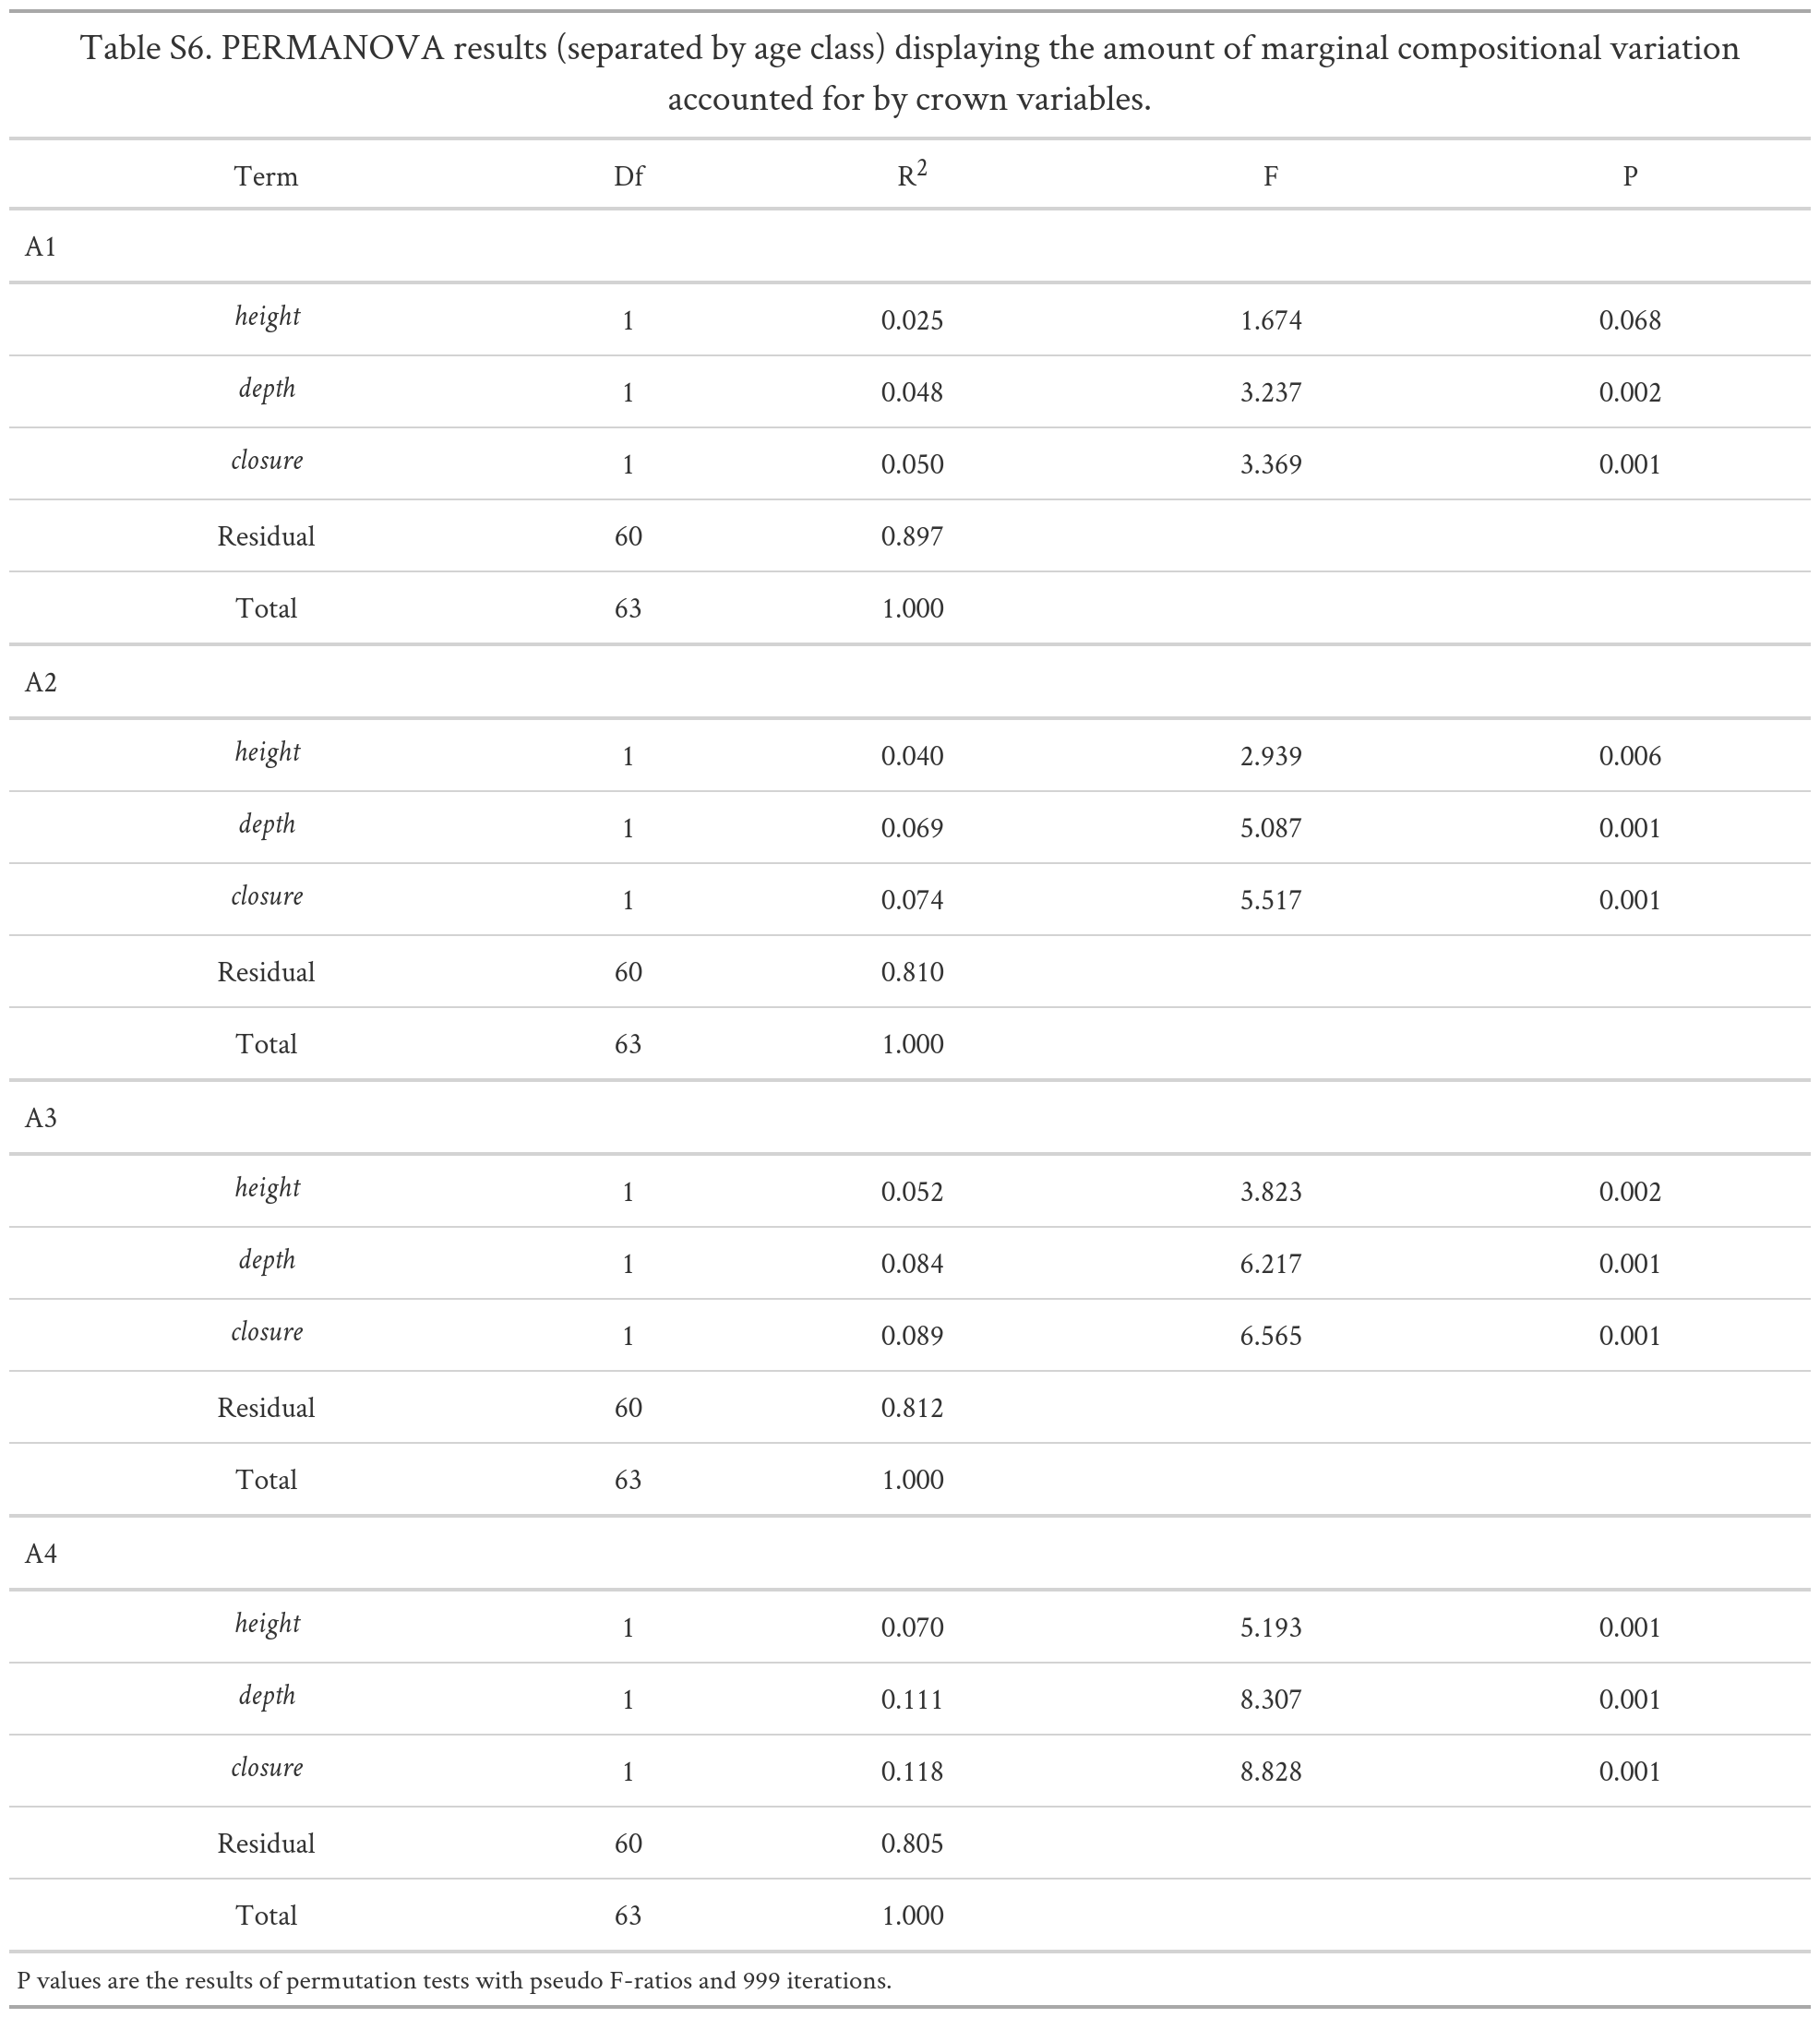 Table S6. PERMANOVA results (separated by age class) displaying the amount of marginal compositional variation
accounted for by crown variables.
Term Df R² F P
A1
height 1 0.025 1.674 0.068
depth 1 0.048 3.237 0.002
closure 1 0.050 3.369 0.001
Residual 60 0.897
Total 63 1.000
A2
height 1 0.040 2.939 0.006
depth 1 0.069 5.087 0.001
closure 1 0.074 5.517 0.001
Residual 60 0.810
Total 63 1.000
A3
height 1 0.052 3.823 0.002
depth 1 0.084 6.217 0.001
closure 1 0.089 6.565 0.001
Residual 60 0.812
Total 63 1.000
A4
height 1 0.070 5.193 0.001
depth 1 0.111 8.307 0.001
closure 1 0.118 8.828 0.001
Residual 60 0.805
Total 63 1.000
P values are the results of permutation tests with pseudo F-ratios and 999 iterations.